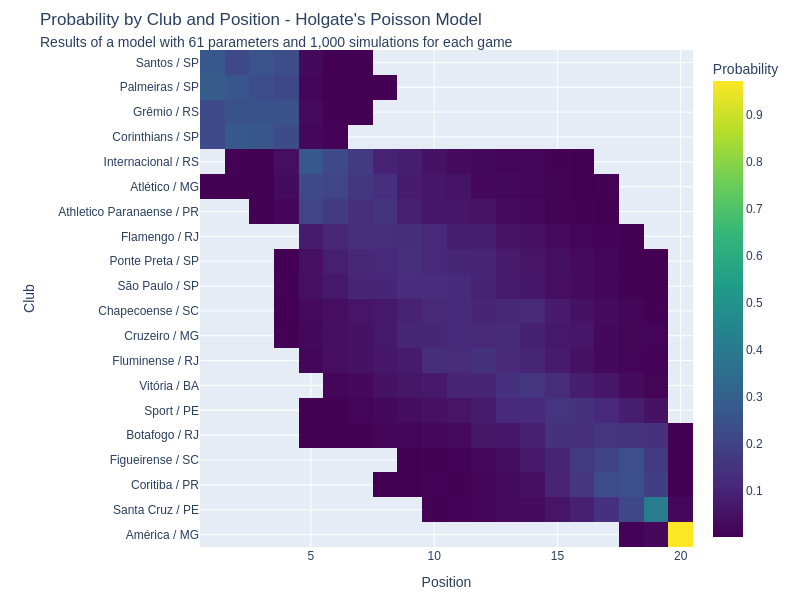 Probability by Club and Position - Holgate's Poisson Model
Results of a model with 61 parameters and 1,000 simulations for each game
Probability
Santos / SP
Palmeiras / SP
Grêmio / RS
Corinthians / SP
Internacional / RS
Atlético / MG
Athletico Paranaense / PR
Flamengo / RJ
Ponte Preta / SP
São Paulo / SP
Chapecoense / SC
Cruzeiro / MG
Fluminense / RJ
Vitória / BA
Sport / PE
Botafogo / RJ
Figueirense / SC
Coritiba / PR
Santa Cruz / PE
América / MG
Club
5
10
15
20
Position
0.9
0.8
0.7
0.6
0.5
0.4
0.3
0.2
0.1